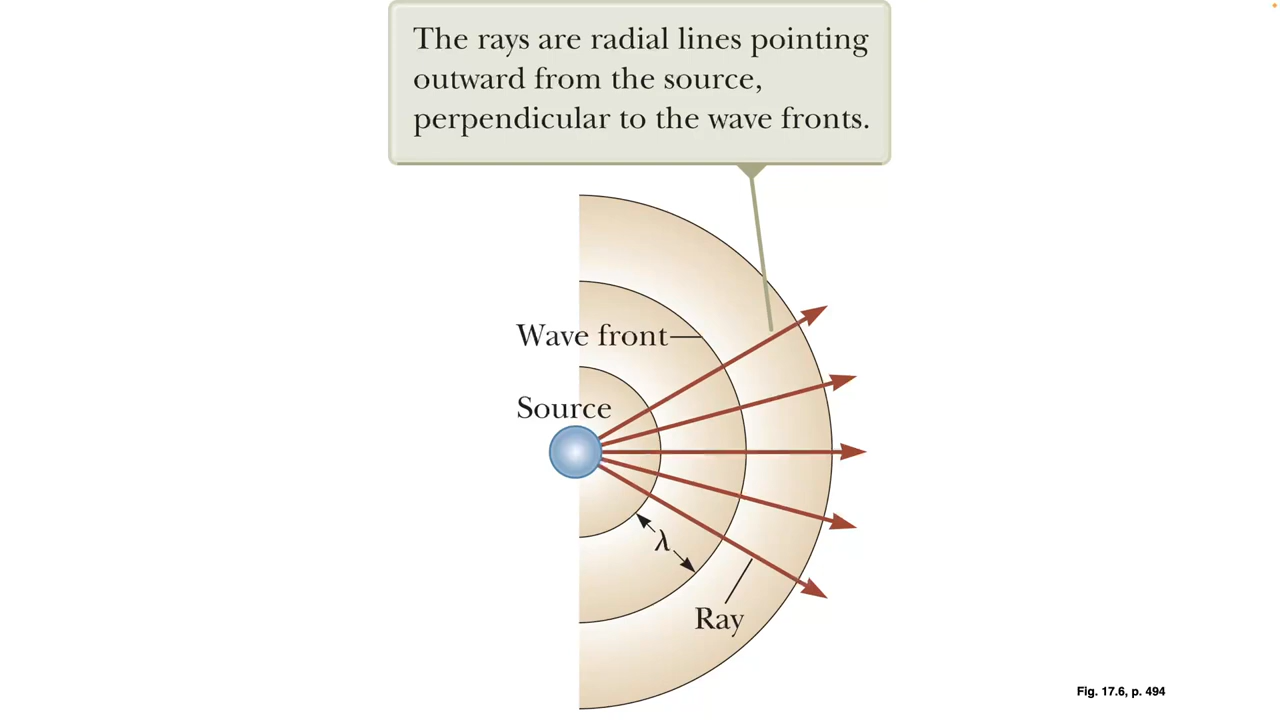 The rays are radial lines pointing
outward from the source,
perpendicular to the wave fronts.
Wave front
Source
λ
Ray
Fig. 17.6, p. 494